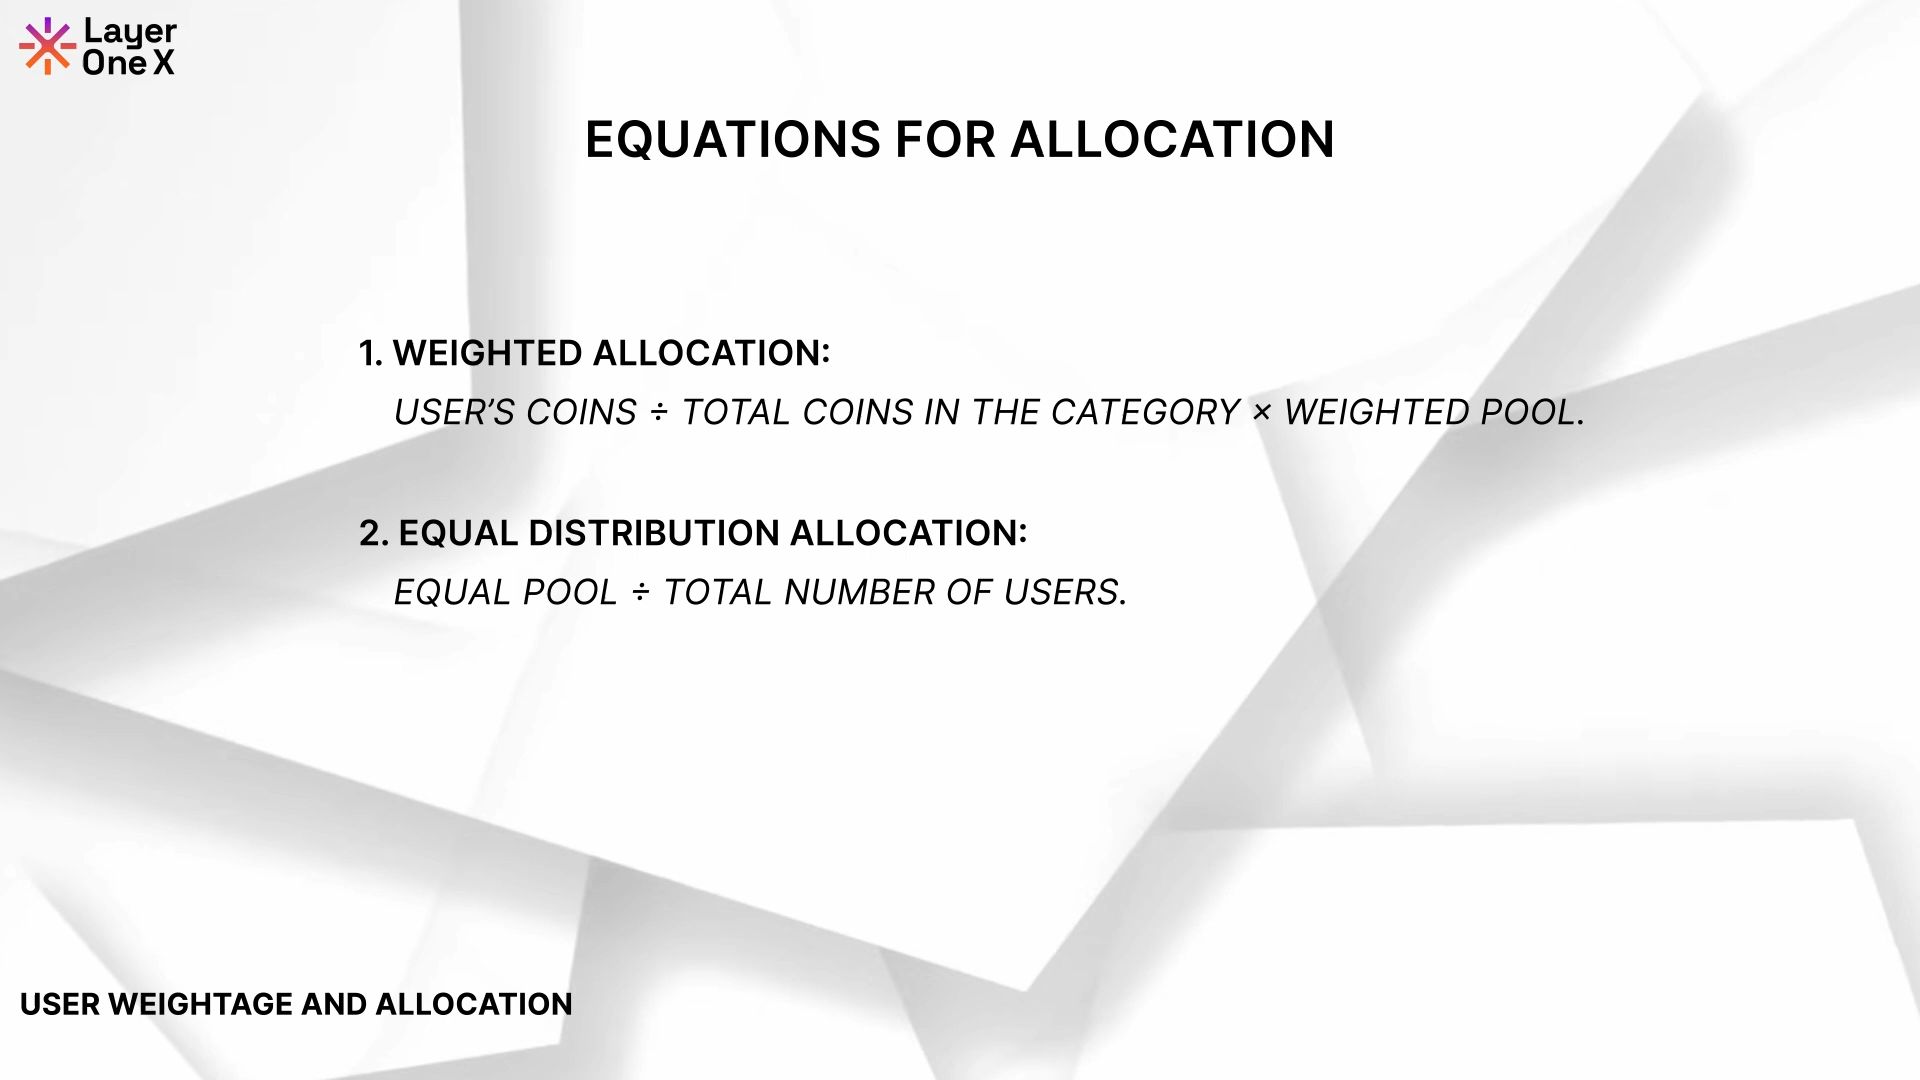 Layer
One X
EQUATIONS FOR ALLOCATION
1. WEIGHTED ALLOCATION:
USER’S COINS ÷ TOTAL COINS IN THE CATEGORY × WEIGHTED POOL.
2. EQUAL DISTRIBUTION ALLOCATION:
EQUAL POOL ÷ TOTAL NUMBER OF USERS.
USER WEIGHTAGE AND ALLOCATION